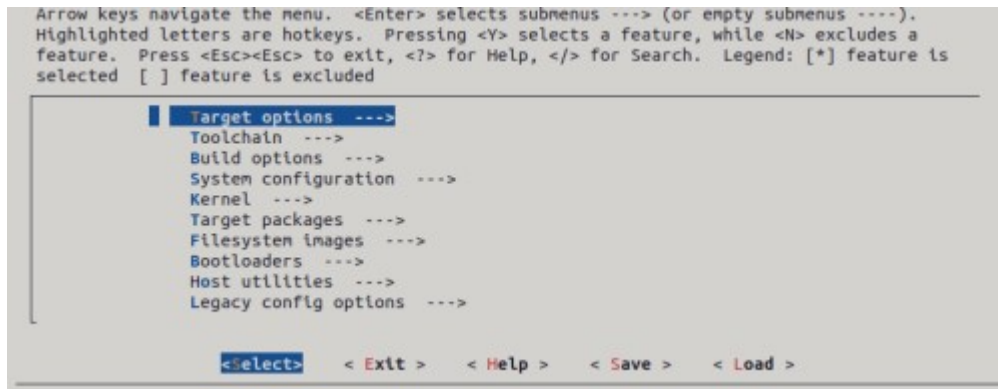 Arrow keys navigate the menu.  <Enter> selects submenus ---> (or empty submenus ----).
Highlighted letters are hotkeys.  Pressing <Y> selects a feature, while <N> excludes a
feature.  Press <Esc><Esc> to exit, <?> for Help, </> for Search.  Legend: [*] feature is
selected  [ ] feature is excluded
Target options  --->
Toolchain  --->
Build options  --->
System configuration  --->
Kernel  --->
Target packages  --->
Filesystem images  --->
Bootloaders  --->
Host utilities  --->
Legacy config options  --->
<Select>    < Exit >    < Help >    < Save >    < Load >